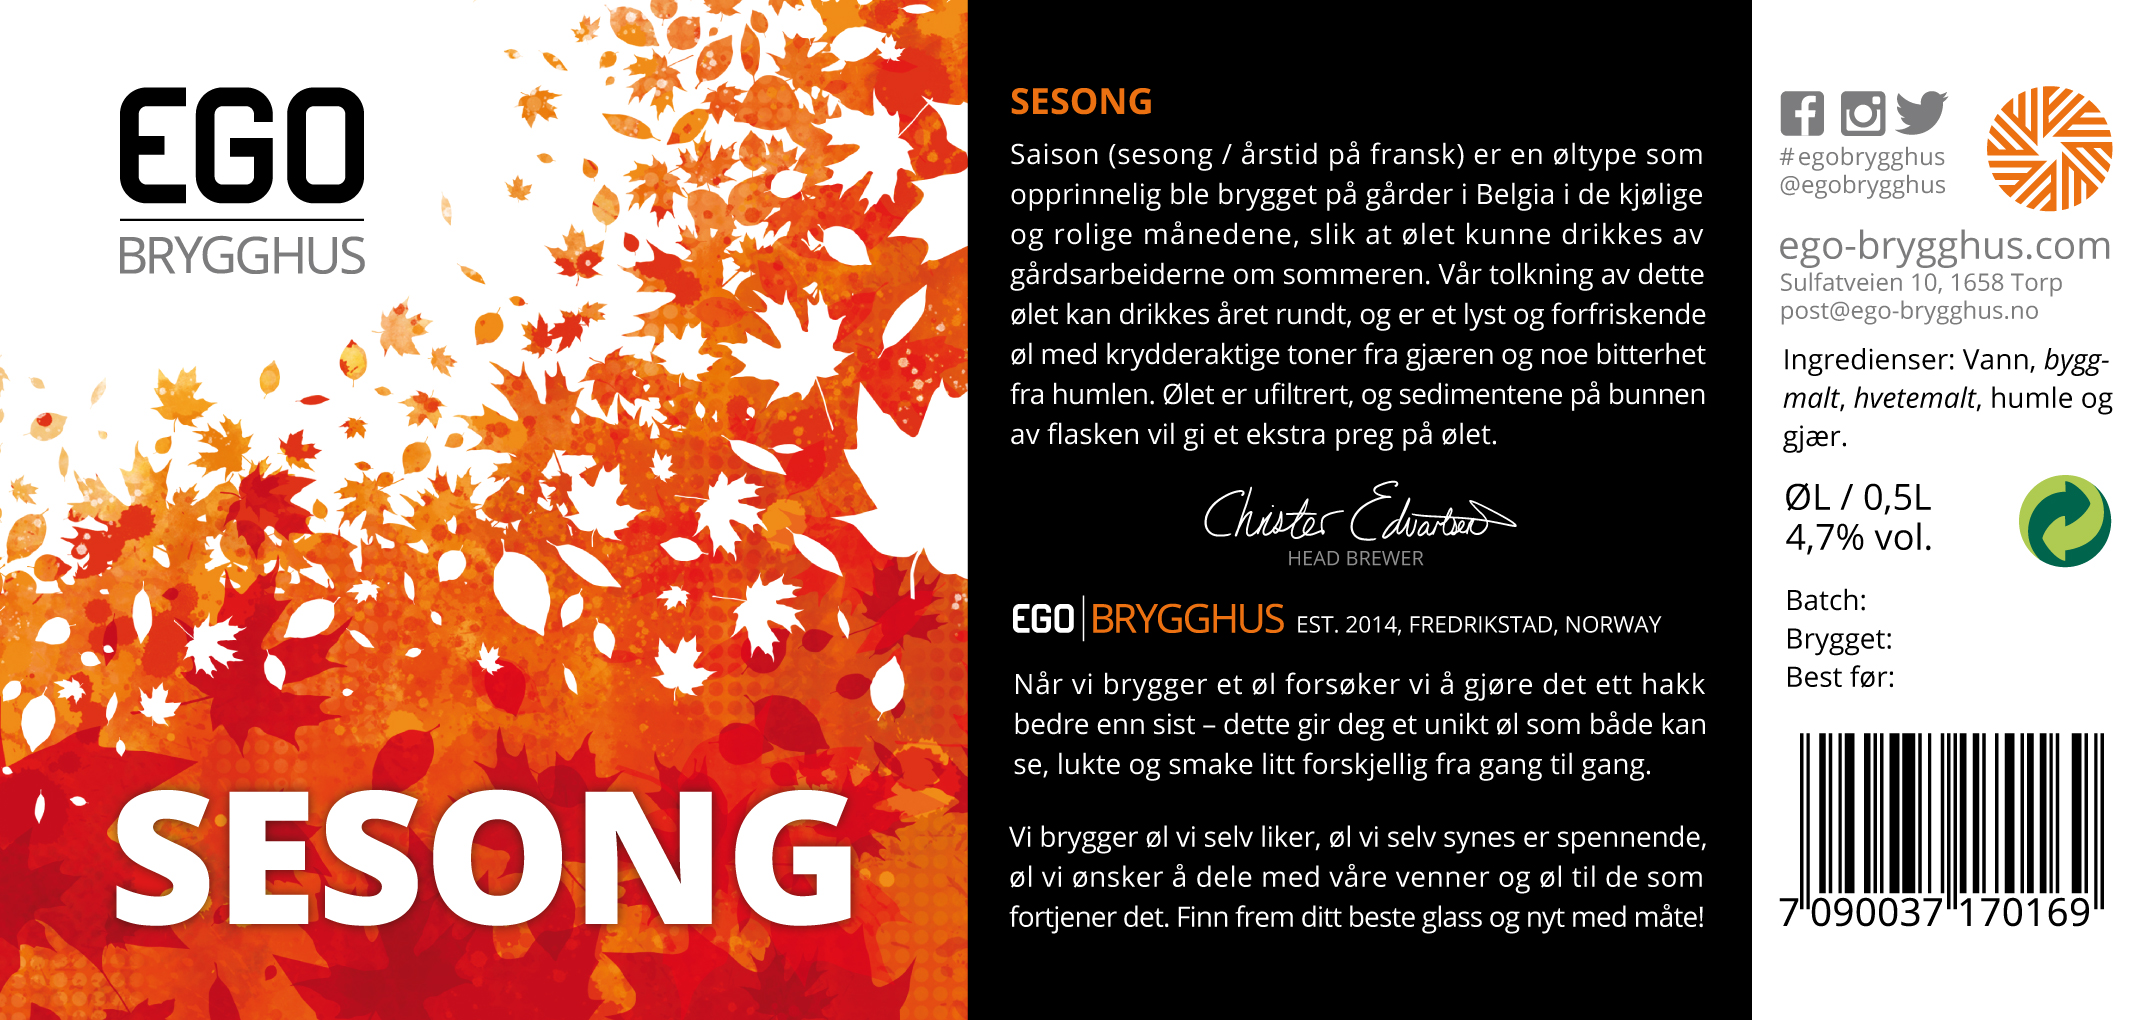 EGO
BRYGGHUS
SESONG
SESONG
Saison (sesong / årstid på fransk) er en øltype som
opprinnelig ble brygget på gårder i Belgia i de kjølige
og rolige månedene, slik at ølet kunne drikkes av
gårdsarbeiderne om sommeren. Vår tolkning av dette
ølet kan drikkes året rundt, og er et lyst og forfriskende
øl med krydderaktige toner fra gjæren og noe bitterhet
fra humlen. Ølet er ufiltrert, og sedimentene på bunnen
av flasken vil gi et ekstra preg på ølet.
Christer Edvartsen
HEAD BREWER
EGO BRYGGHUS EST. 2014, FREDRIKSTAD, NORWAY
Når vi brygger et øl forsøker vi å gjøre det ett hakk
bedre enn sist – dette gir deg et unikt øl som både kan
se, lukte og smake litt forskjellig fra gang til gang.
Vi brygger øl vi selv liker, øl vi selv synes er spennende,
øl vi ønsker å dele med våre venner og øl til de som
fortjener det. Finn frem ditt beste glass og nyt med måte!
#egobrygghus
@egobrygghus
ego-brygghus.com
Sulfatveien 10, 1658 Torp
post@ego-brygghus.no
Ingredienser: Vann, bygg-
malt, hvetemalt, humle og
gjær.
ØL / 0,5L
4,7% vol.
Batch:
Brygget:
Best før:
7 090037 170169